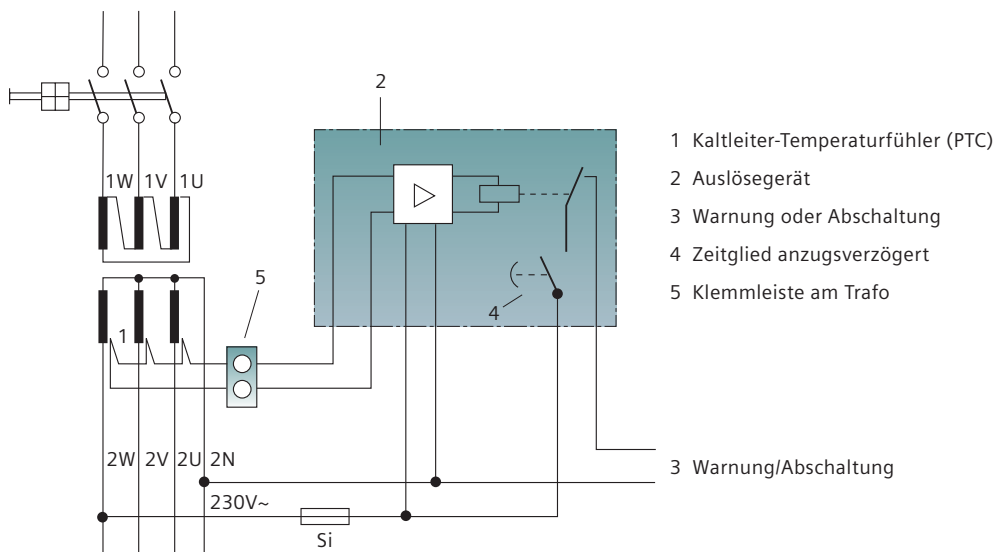 2
1 Kaltleiter-Temperaturfühler (PTC)
2 Auslösegerät
3 Warnung oder Abschaltung
4 Zeitglied anzugsverzögert
5 Klemmleiste am Trafo
1W 1V 1U
5
4
1
2W 2V 2U 2N
3 Warnung/Abschaltung
230V~
Si